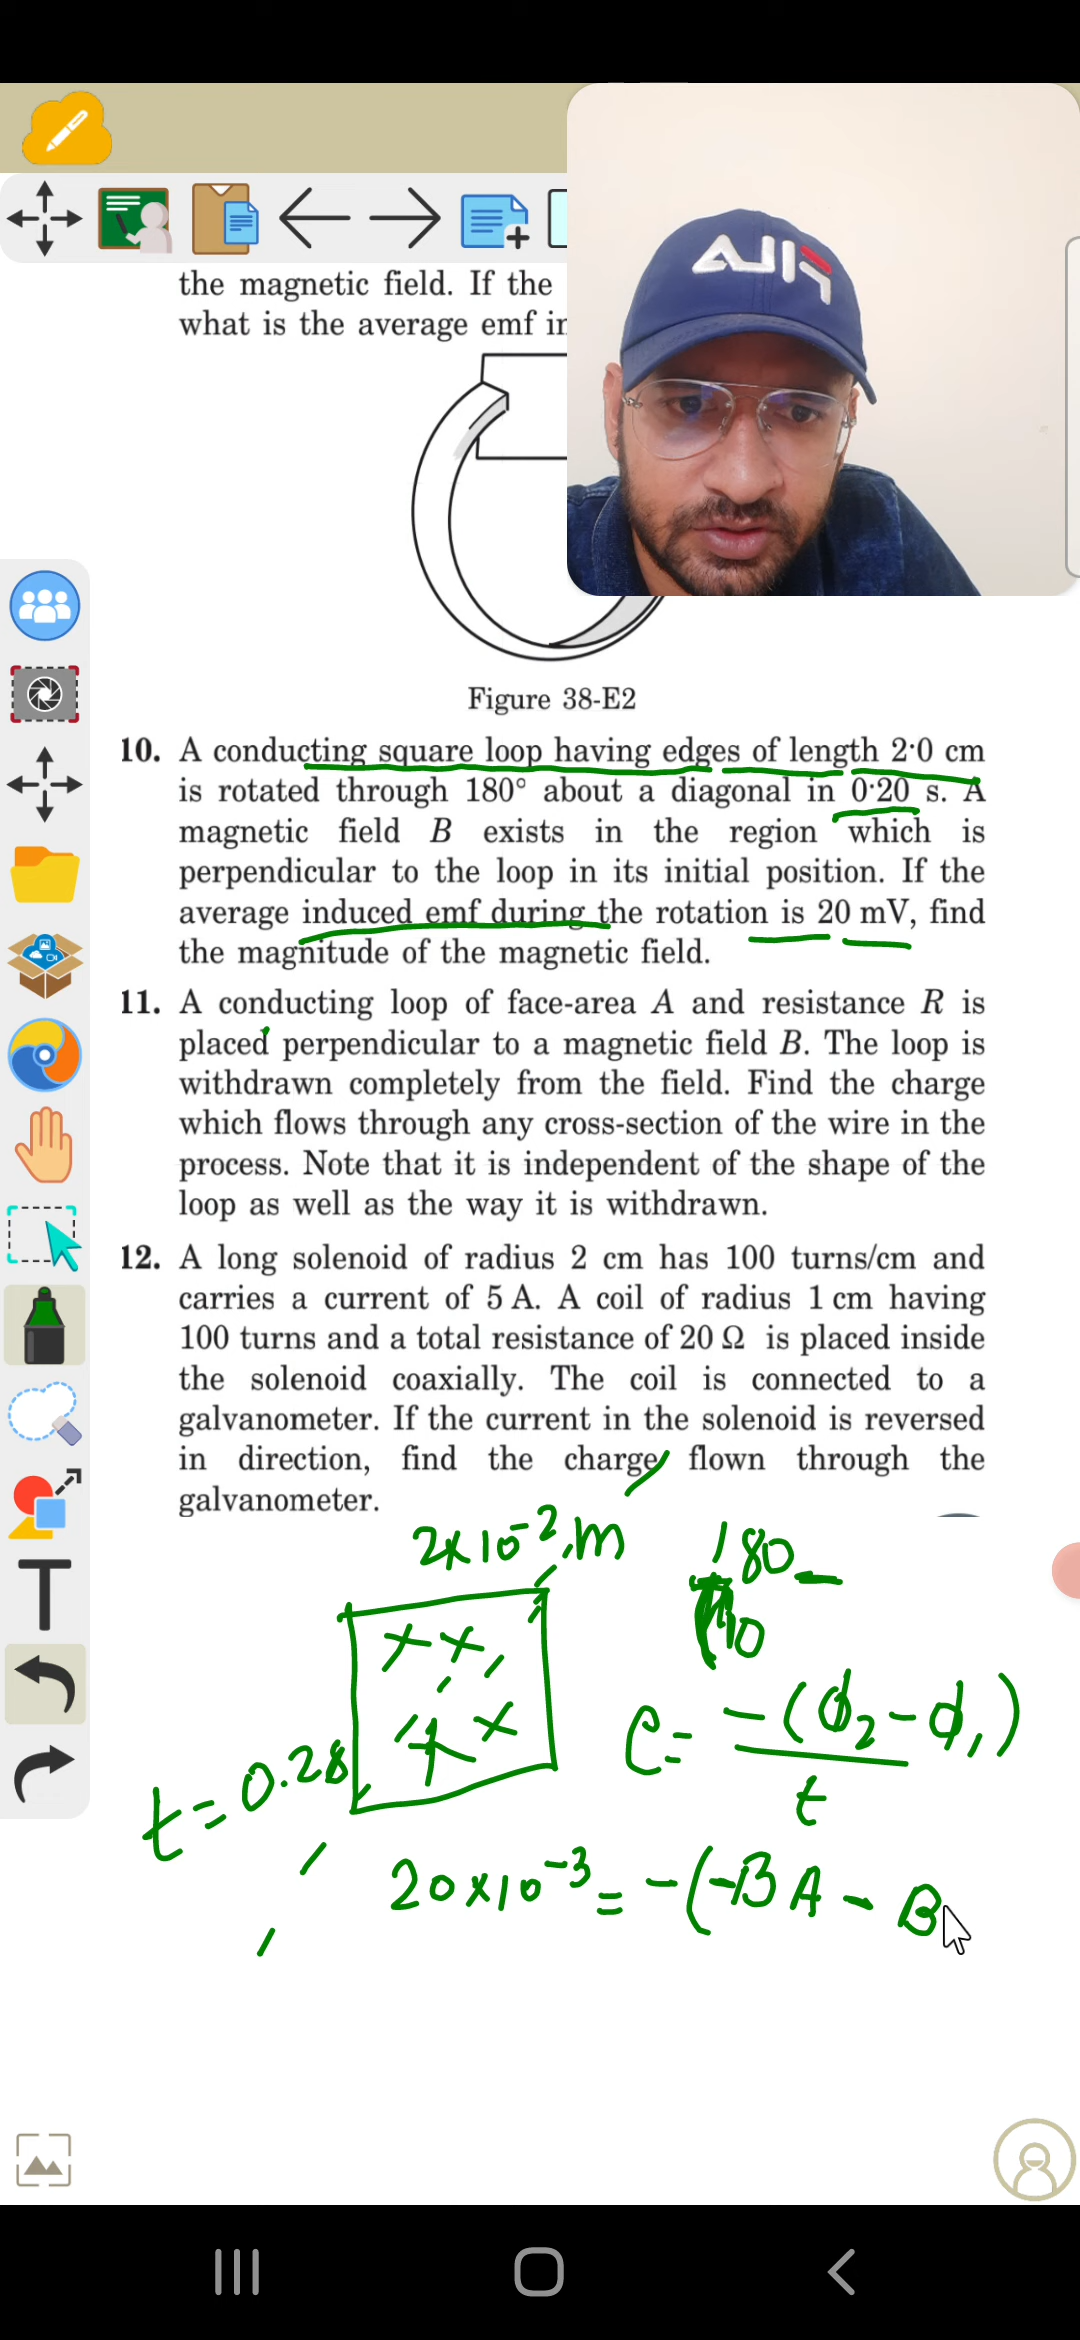 AJR
the magnetic field. If the
what is the average emf in
Figure 38-E2
10. A conducting square loop having edges of length 2·0 cm
is rotated through 180° about a diagonal in 0·20 s. A
magnetic field B exists in the region which is
perpendicular to the loop in its initial position. If the
average induced emf during the rotation is 20 mV, find
the magnitude of the magnetic field.
11. A conducting loop of face-area A and resistance R is
placed perpendicular to a magnetic field B. The loop is
withdrawn completely from the field. Find the charge
which flows through any cross-section of the wire in the
process. Note that it is independent of the shape of the
loop as well as the way it is withdrawn.
12. A long solenoid of radius 2 cm has 100 turns/cm and
carries a current of 5 A. A coil of radius 1 cm having
100 turns and a total resistance of 20 Ω is placed inside
the solenoid coaxially. The coil is connected to a
galvanometer. If the current in the solenoid is reversed
in direction, find the charge flown through the
galvanometer.
2×10⁻² m
180
e = -(ϕ₂-ϕ₁)
t
t=0.2s
20×10⁻³ = -(-BA - B
T